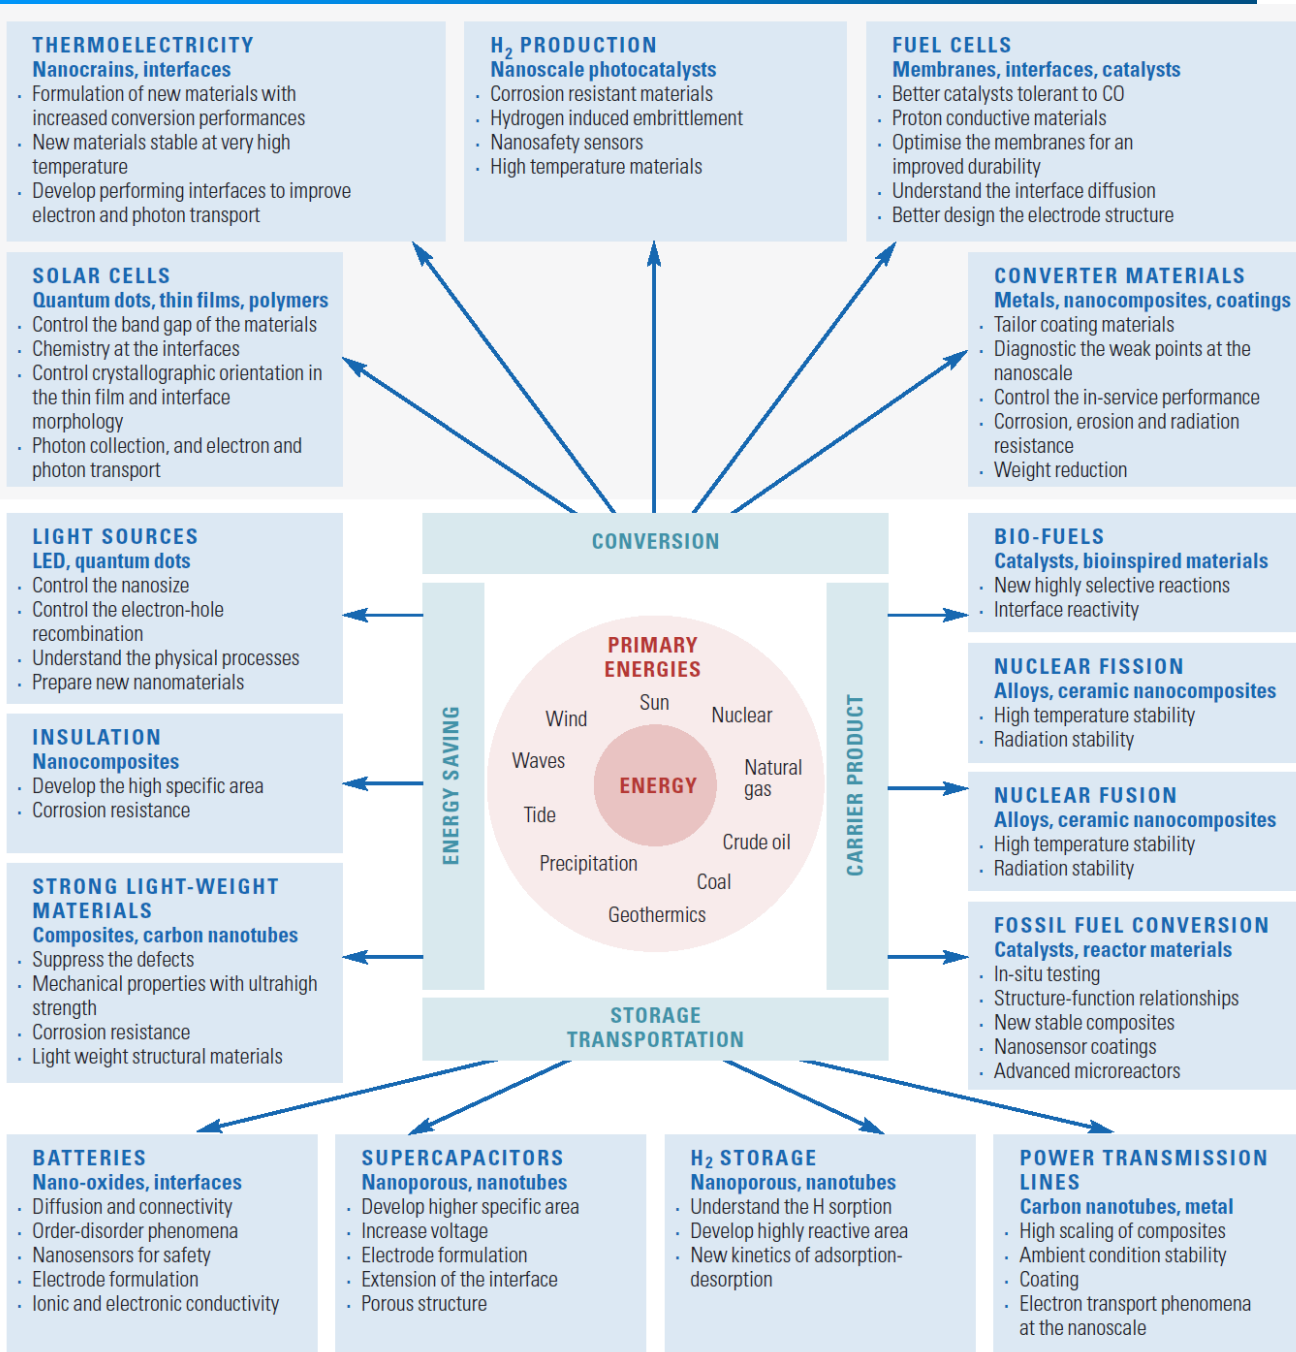 THERMOELECTRICITY
Nanocrains, interfaces
· Formulation of new materials with
increased conversion performances
· New materials stable at very high
temperature
· Develop performing interfaces to improve
electron and photon transport
H₂ PRODUCTION
Nanoscale photocatalysts
· Corrosion resistant materials
· Hydrogen induced embrittlement
· Nanosafety sensors
· High temperature materials
FUEL CELLS
Membranes, interfaces, catalysts
· Better catalysts tolerant to CO
· Proton conductive materials
· Optimise the membranes for an
improved durability
· Understand the interface diffusion
· Better design the electrode structure
SOLAR CELLS
Quantum dots, thin films, polymers
· Control the band gap of the materials
· Chemistry at the interfaces
· Control crystallographic orientation in
the thin film and interface
morphology
· Photon collection, and electron and
photon transport
CONVERTER MATERIALS
Metals, nanocomposites, coatings
· Tailor coating materials
· Diagnostic the weak points at the
nanoscale
· Control the in-service performance
· Corrosion, erosion and radiation
resistance
· Weight reduction
CONVERSION
LIGHT SOURCES
LED, quantum dots
· Control the nanosize
· Control the electron-hole
recombination
· Understand the physical processes
· Prepare new nanomaterials
INSULATION
Nanocomposites
· Develop the high specific area
· Corrosion resistance
STRONG LIGHT-WEIGHT
MATERIALS
Composites, carbon nanotubes
· Suppress the defects
· Mechanical properties with ultrahigh
strength
· Corrosion resistance
· Light weight structural materials
ENERGY SAVING
PRIMARY
ENERGIES
Sun
Wind
Nuclear
Waves
Natural
gas
ENERGY
Tide
Crude oil
Precipitation
Coal
Geothermics
CARRIER PRODUCT
BIO-FUELS
Catalysts, bioinspired materials
· New highly selective reactions
· Interface reactivity
NUCLEAR FISSION
Alloys, ceramic nanocomposites
· High temperature stability
· Radiation stability
NUCLEAR FUSION
Alloys, ceramic nanocomposites
· High temperature stability
· Radiation stability
FOSSIL FUEL CONVERSION
Catalysts, reactor materials
· In-situ testing
· Structure-function relationships
· New stable composites
· Nanosensor coatings
· Advanced microreactors
STORAGE
TRANSPORTATION
BATTERIES
Nano-oxides, interfaces
· Diffusion and connectivity
· Order-disorder phenomena
· Nanosensors for safety
· Electrode formulation
· Ionic and electronic conductivity
SUPERCAPACITORS
Nanoporous, nanotubes
· Develop higher specific area
· Increase voltage
· Electrode formulation
· Extension of the interface
· Porous structure
H₂ STORAGE
Nanoporous, nanotubes
· Understand the H sorption
· Develop highly reactive area
· New kinetics of adsorption-
desorption
POWER TRANSMISSION
LINES
Carbon nanotubes, metal
· High scaling of composites
· Ambient condition stability
· Coating
· Electron transport phenomena
at the nanoscale